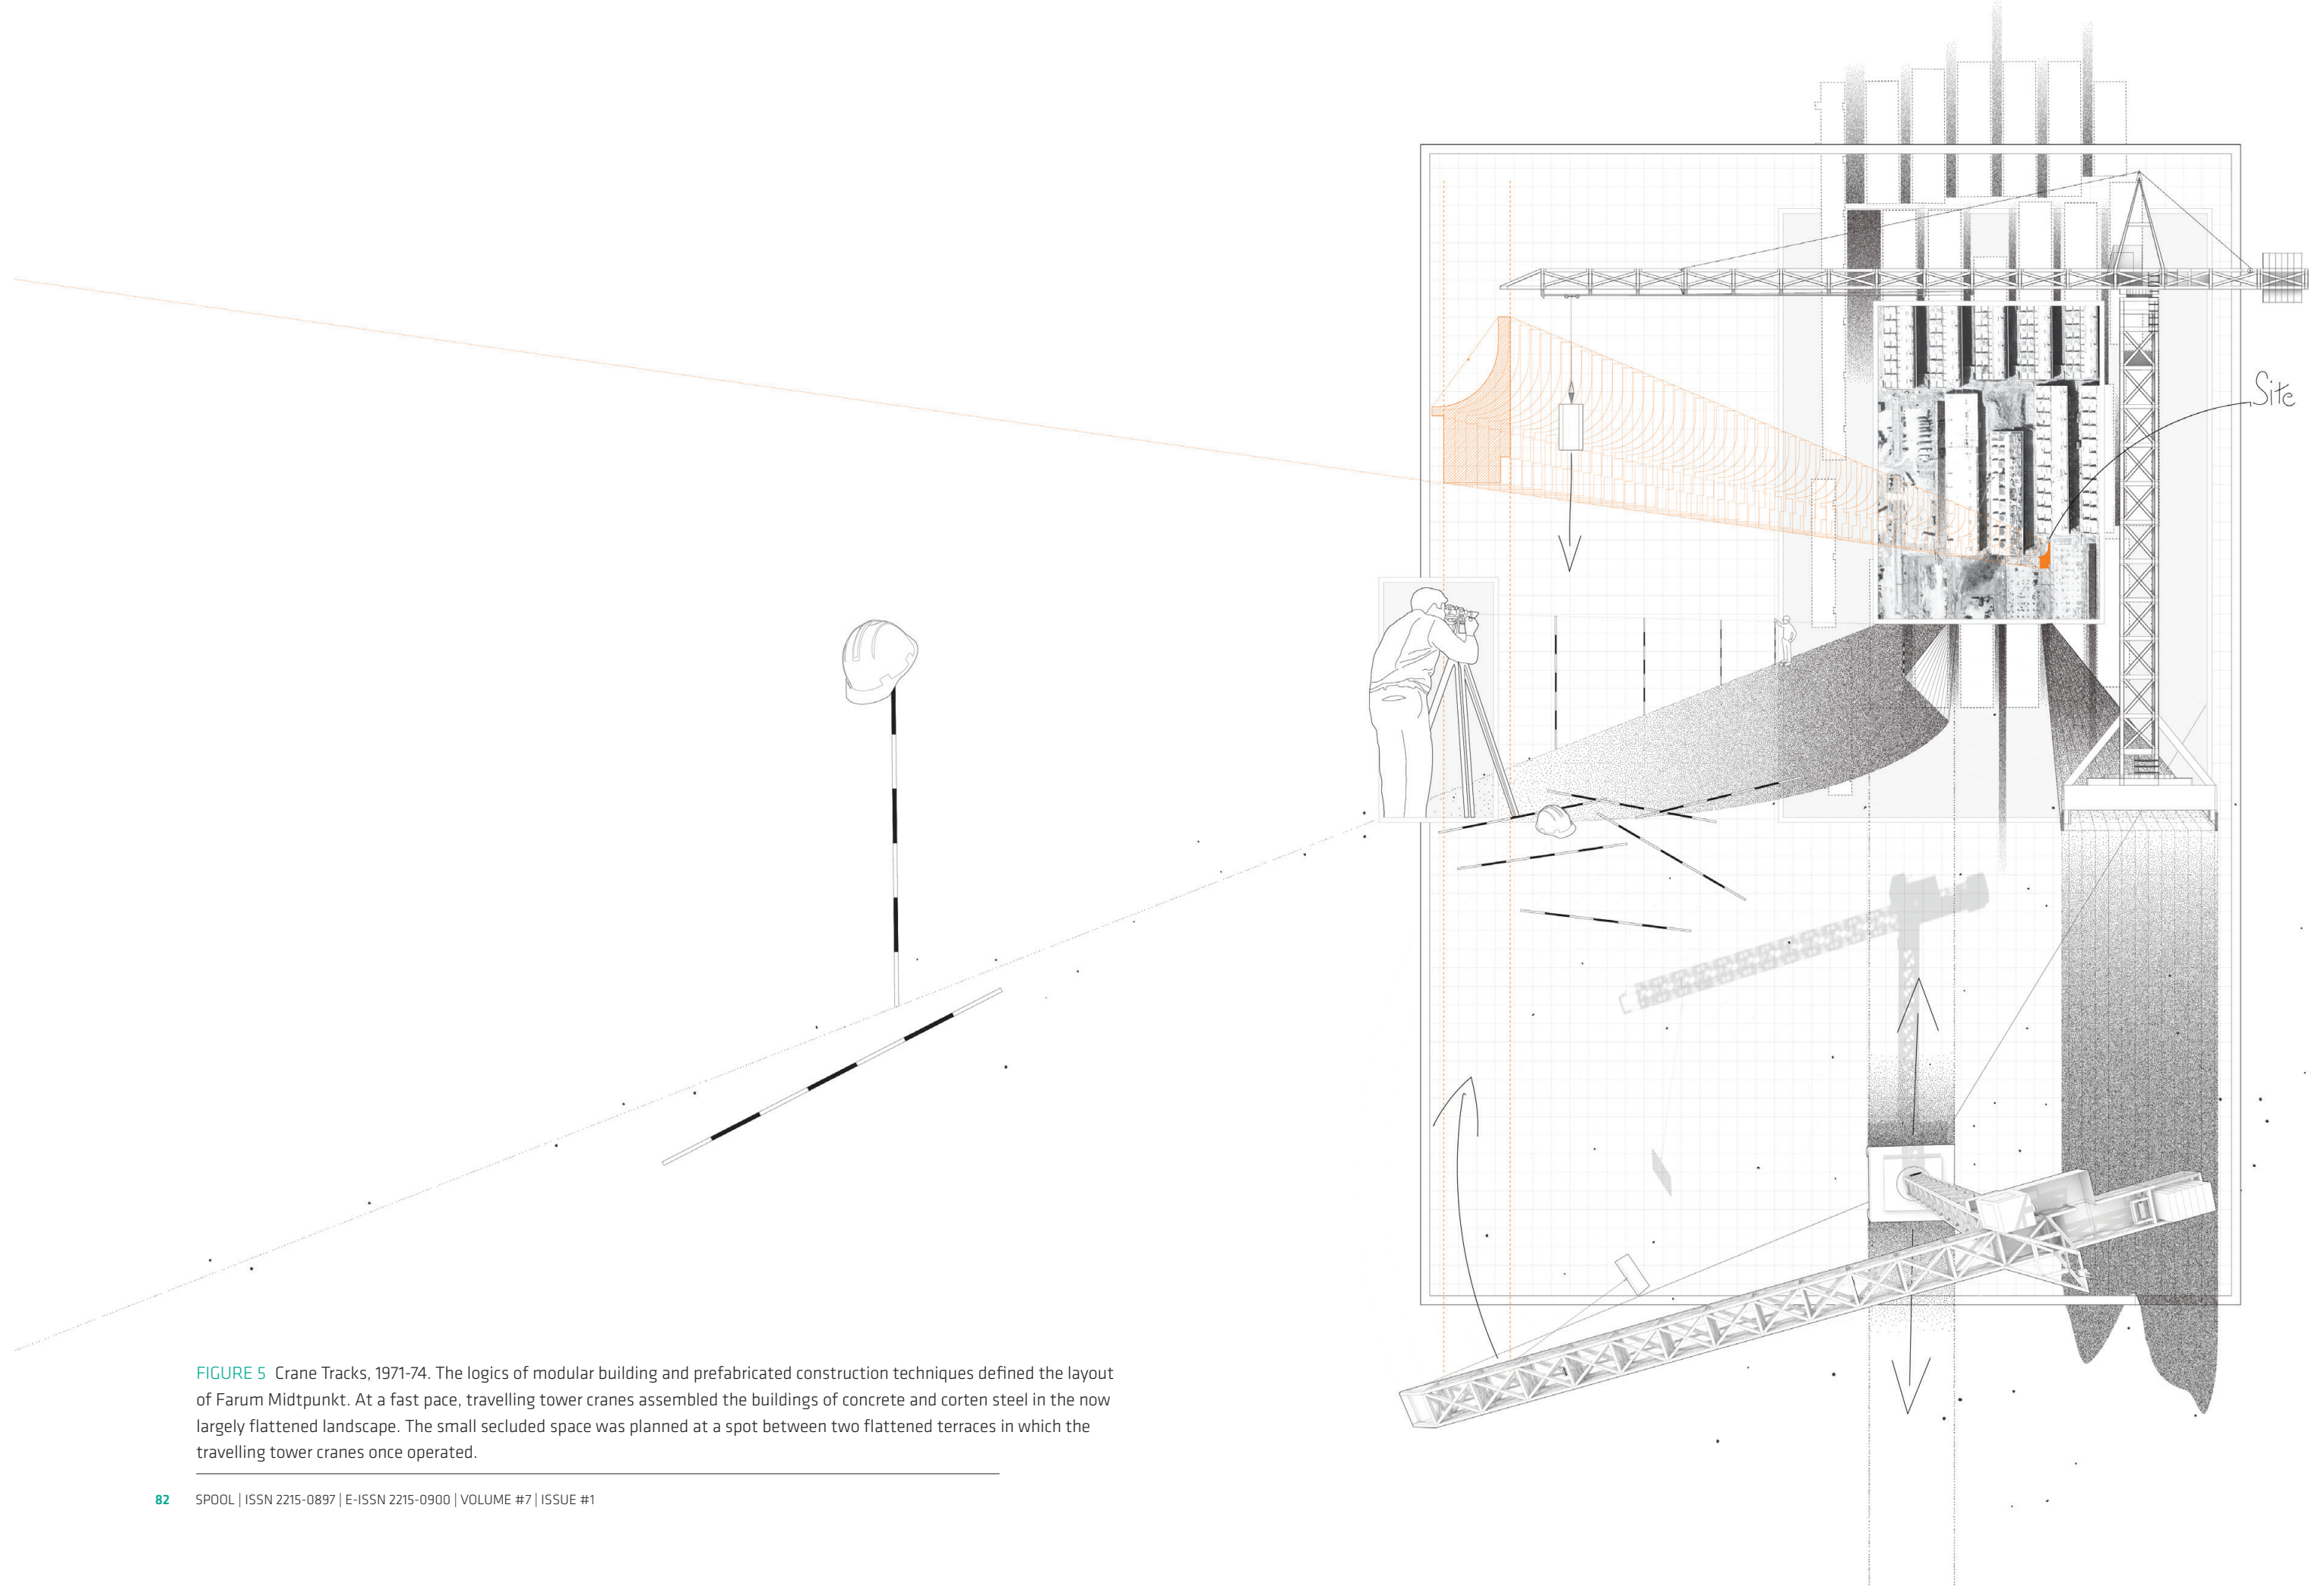 Site
FIGURE 5 Crane Tracks, 1971-74. The logics of modular building and prefabricated construction techniques defined the layout
of Farum Midtpunkt. At a fast pace, travelling tower cranes assembled the buildings of concrete and corten steel in the now
largely flattened landscape. The small secluded space was planned at a spot between two flattened terraces in which the
travelling tower cranes once operated.
82 SPOOL | ISSN 2215-0897 | E-ISSN 2215-0900 | VOLUME #7 | ISSUE #1